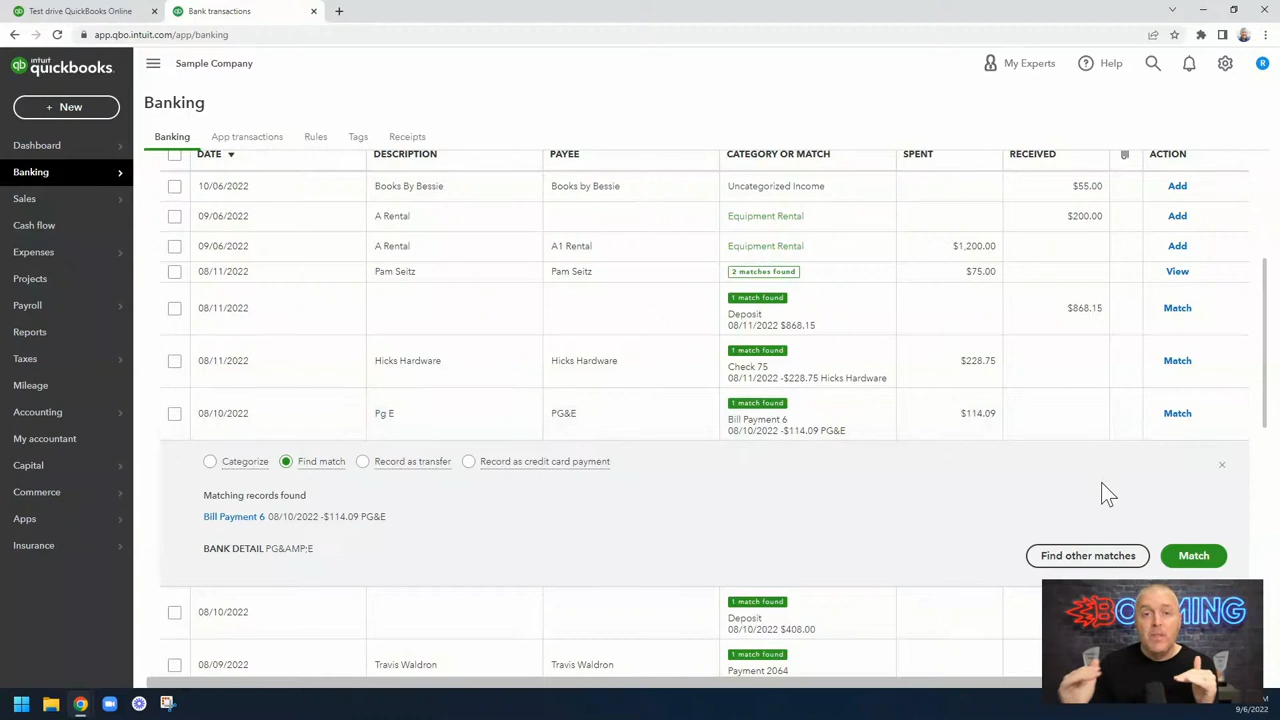 Test drive QuickBooks Online
Bank transactions
app.qbo.intuit.com/app/banking
intuit quickbooks.
Sample Company
My Experts
Help
R
+ New
Banking
Dashboard
Banking
Sales
Cash flow
Expenses
Projects
Payroll
Reports
Taxes
Mileage
Accounting
My accountant
Capital
Commerce
Apps
Insurance
Banking App transactions Rules Tags Receipts
DATE DESCRIPTION PAYEE CATEGORY OR MATCH SPENT RECEIVED ACTION
10/06/2022 Books By Bessie Books by Bessie Uncategorized Income $55.00 Add
09/06/2022 A Rental Equipment Rental $200.00 Add
09/06/2022 A Rental A1 Rental Equipment Rental $1,200.00 Add
08/11/2022 Pam Seitz Pam Seitz 2 matches found $75.00 View
1 match found
08/11/2022 Deposit $868.15 Match
08/11/2022 $868.15
1 match found
08/11/2022 Hicks Hardware Hicks Hardware Check 75 $228.75 Match
08/11/2022 -$228.75 Hicks Hardware
1 match found
08/10/2022 Pg E PG&E Bill Payment 6 $114.09 Match
08/10/2022 -$114.09 PG&E
Categorize Find match Record as transfer Record as credit card payment
Matching records found
Bill Payment 6 08/10/2022 -$114.09 PG&E
BANK DETAIL PG&AMP;E
Find other matches Match
1 match found
08/10/2022 Deposit
08/10/2022 $408.00
1 match found
08/09/2022 Travis Waldron Travis Waldron Payment 2064
BOOMING
M
9/6/2022